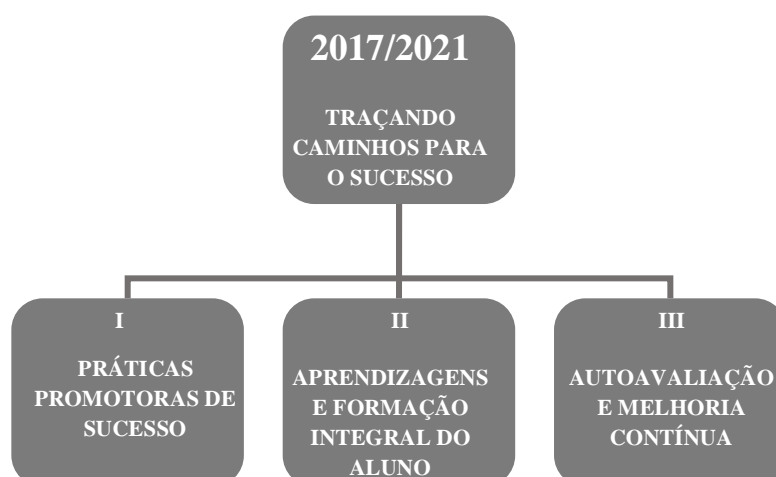 2017/2021
TRAÇANDO
CAMINHOS PARA
O SUCESSO
I
PRÁTICAS
PROMOTORAS DE
SUCESSO
II
APRENDIZAGENS
E FORMAÇÃO
INTEGRAL DO
ALUNO
III
AUTOAVALIAÇÃO
E MELHORIA
CONTÍNUA